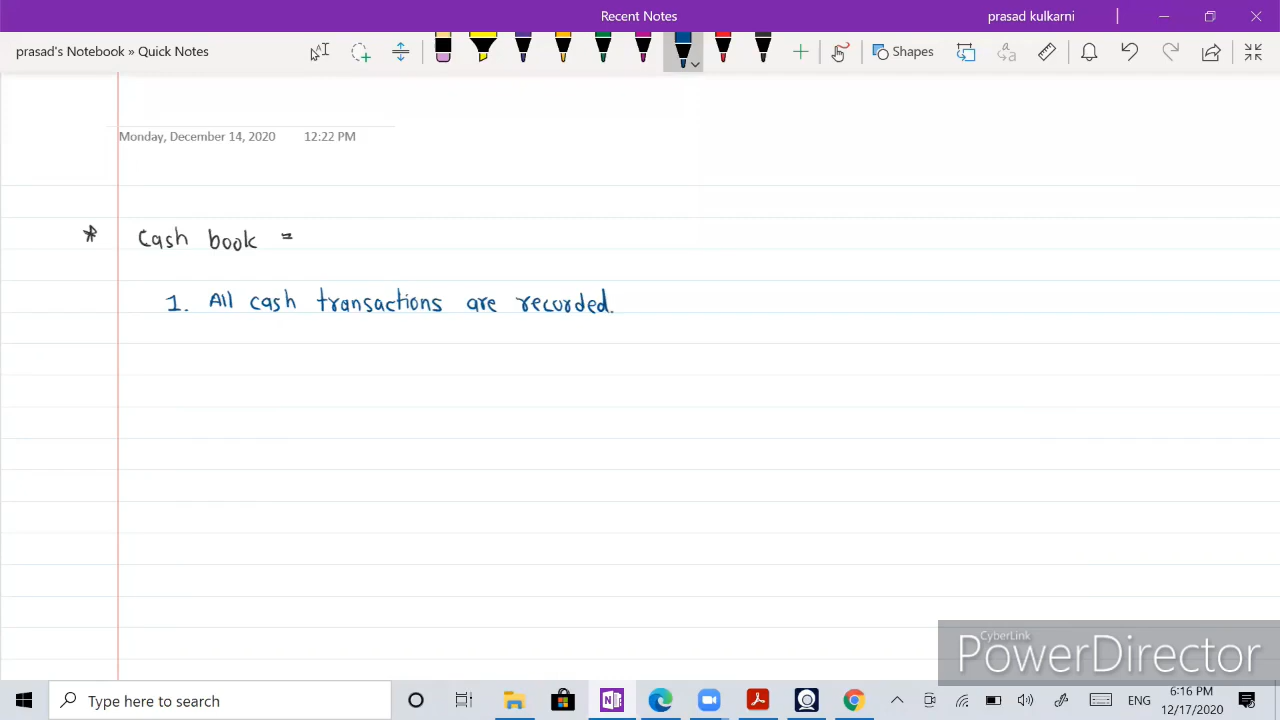 Recent Notes
prasad kulkarni
prasad's Notebook » Quick Notes
Shapes
Monday, December 14, 2020 12:22 PM
* Cash book =
1. All cash transactions are recorded.
CyberLink
PowerDirector
Type here to search
ENG
6:16 PM
12/17/2020